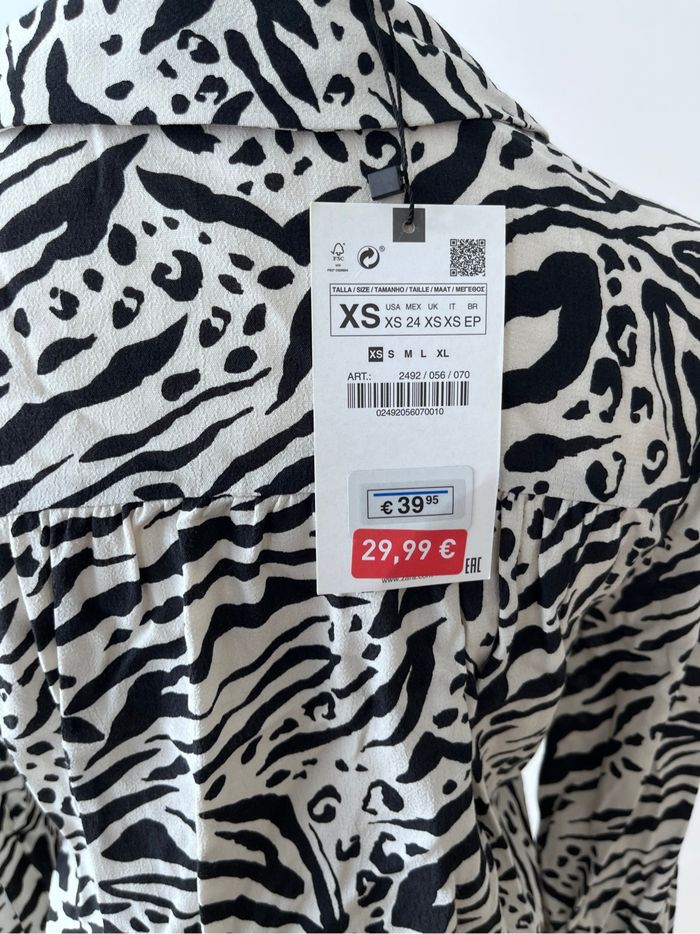 FSC
®
TALLA / SIZE / TAMANHO / TAILLE / MAAT / ΜΕΓΕΘΟΣ
XS USA MEX UK IT BR
XS 24 XS XS EP
XS S M L XL
ART.: 2492 / 056 / 070
02492056070010
€ 39 95
29,99 €
EAC